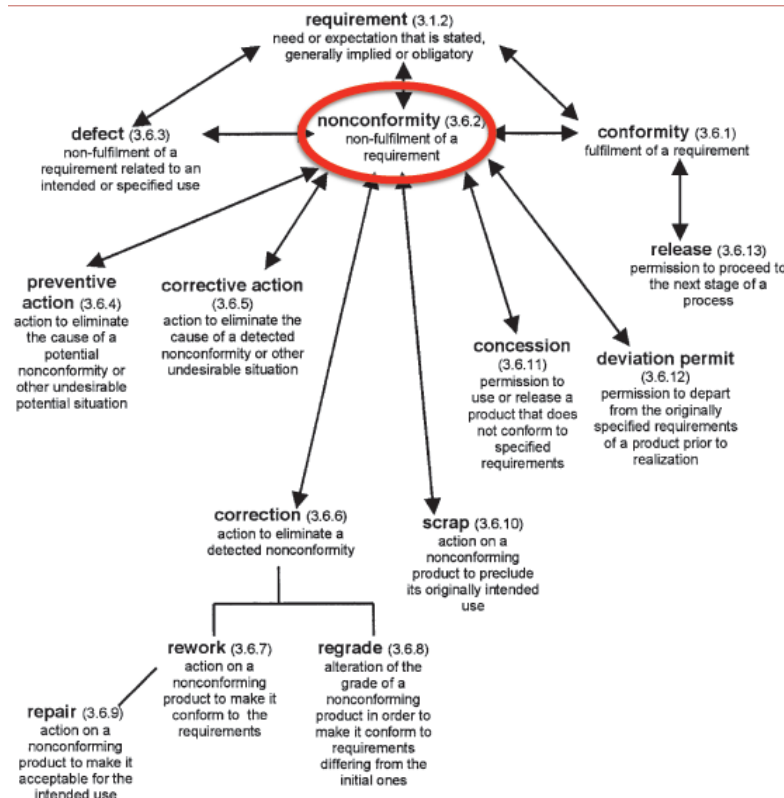 requirement (3.1.2)
need or expectation that is stated,
generally implied or obligatory
nonconformity (3.6.2)
non-fulfilment of a
requirement
defect (3.6.3)
non-fulfilment of a
requirement related to an
intended or specified use
conformity (3.6.1)
fulfilment of a requirement
release (3.6.13)
permission to proceed to
the next stage of a
process
preventive
action (3.6.4)
action to eliminate
the cause of a
potential
nonconformity or
other undesirable
potential situation
corrective action
(3.6.5)
action to eliminate the
cause of a detected
nonconformity or other
undesirable situation
concession
(3.6.11)
permission to
use or release a
product that does
not conform to
specified
requirements
deviation permit
(3.6.12)
permission to depart
from the originally
specified requirements
of a product prior to
realization
correction (3.6.6)
action to eliminate a
detected nonconformity
scrap (3.6.10)
action on a
nonconforming
product to preclude
its originally intended
use
rework (3.6.7)
action on a
nonconforming
product to make it
conform to the
requirements
regrade (3.6.8)
alteration of the
grade of a
nonconforming
product in order to
make it conform to
requirements
differing from the
initial ones
repair (3.6.9)
action on a
nonconforming
product to make it
acceptable for the
intended use